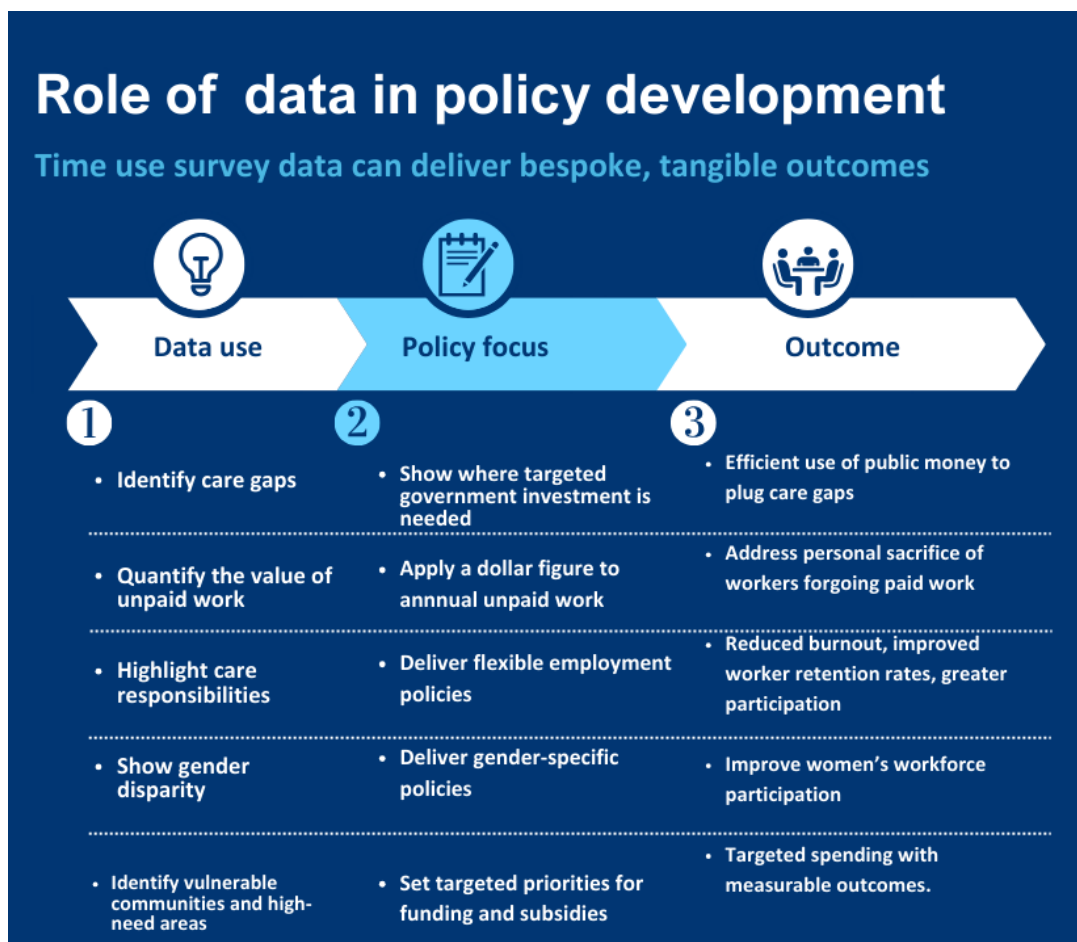 Role of  data in policy development
Time use survey data can deliver bespoke, tangible outcomes
Data use
Policy focus
Outcome
1
2
3
• Identify care gaps
• Show where targeted
government investment is
needed
• Efficient use of public money to
plug care gaps
• Quantify the value of
unpaid work
• Apply a dollar figure to
annnual unpaid work
• Address personal sacrifice of
workers forgoing paid work
• Highlight care
responsibilities
• Deliver flexible employment
policies
• Reduced burnout, improved
worker retention rates, greater
participation
• Show gender
disparity
• Deliver gender-specific
policies
• Improve women’s workforce
participation
• Identify vulnerable
communities and high-
need areas
• Set targeted priorities for
funding and subsidies
• Targeted spending with
measurable outcomes.